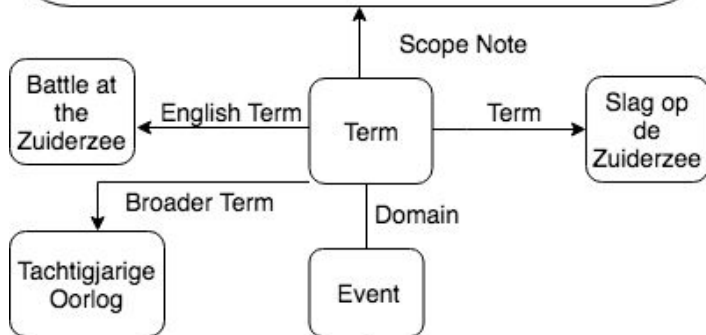 Scope Note
Battle at
the
Zuiderzee
English Term
Term
Term
Slag op
de
Zuiderzee
Broader Term
Domain
Tachtigjarige
Oorlog
Event